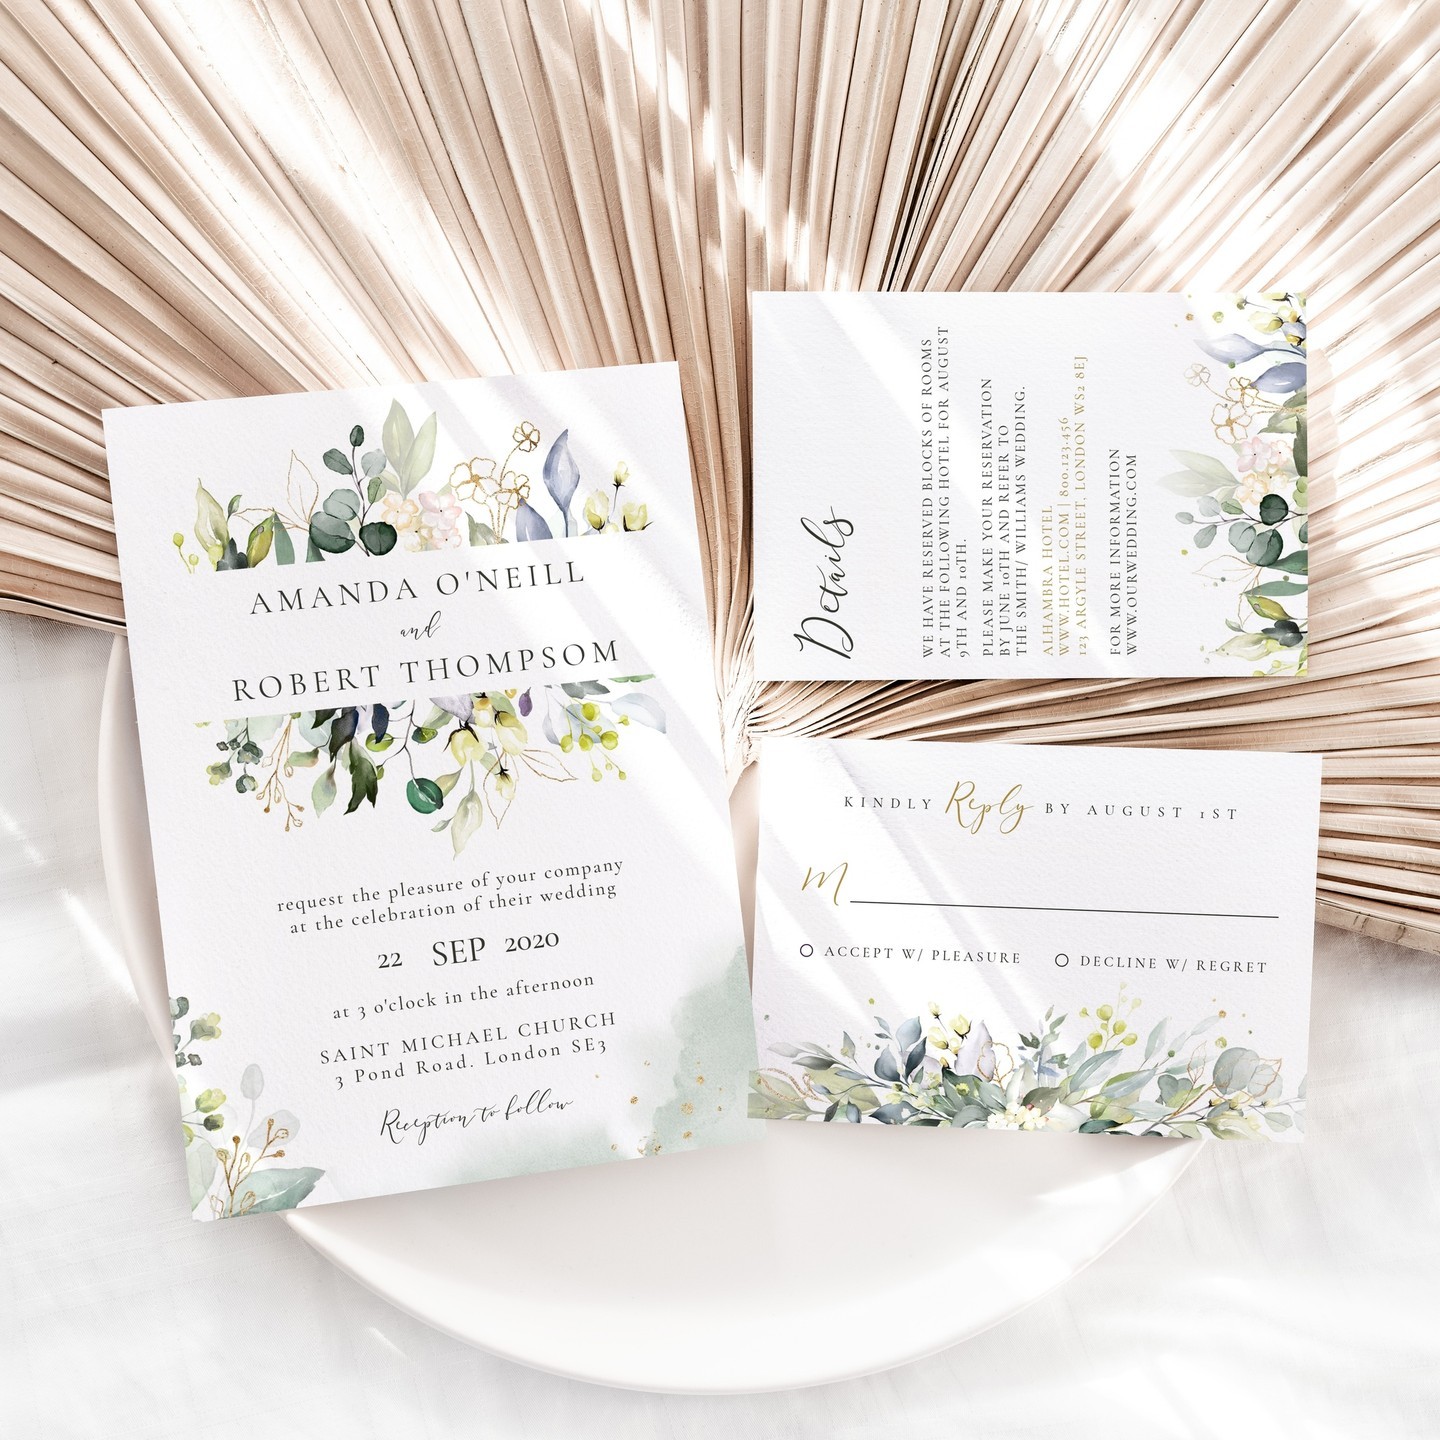 AMANDA O'NEILL
and
ROBERT THOMPSOM
request the pleasure of your company
at the celebration of their wedding
22 SEP 2020
at 3 o'clock in the afternoon
SAINT MICHAEL CHURCH
3 Pond Road. London SE3
Reception to follow
Details
WE HAVE RESERVED BLOCKS OF ROOMS
AT THE FOLLOWING HOTEL FOR AUGUST
9TH AND 10TH.
PLEASE MAKE YOUR RESERVATION
BY JUNE 10TH AND REFER TO
THE SMITH/ WILLIAMS WEDDING.
ALHAMBRA HOTEL
WWW.HOTEL.COM | 800.123.456
123 ARGYLE STREET, LONDON WS2 8EJ
FOR MORE INFORMATION
WWW.OURWEDDING.COM
KINDLY Reply BY AUGUST 1ST
M
ACCEPT W/ PLEASURE DECLINE W/ REGRET